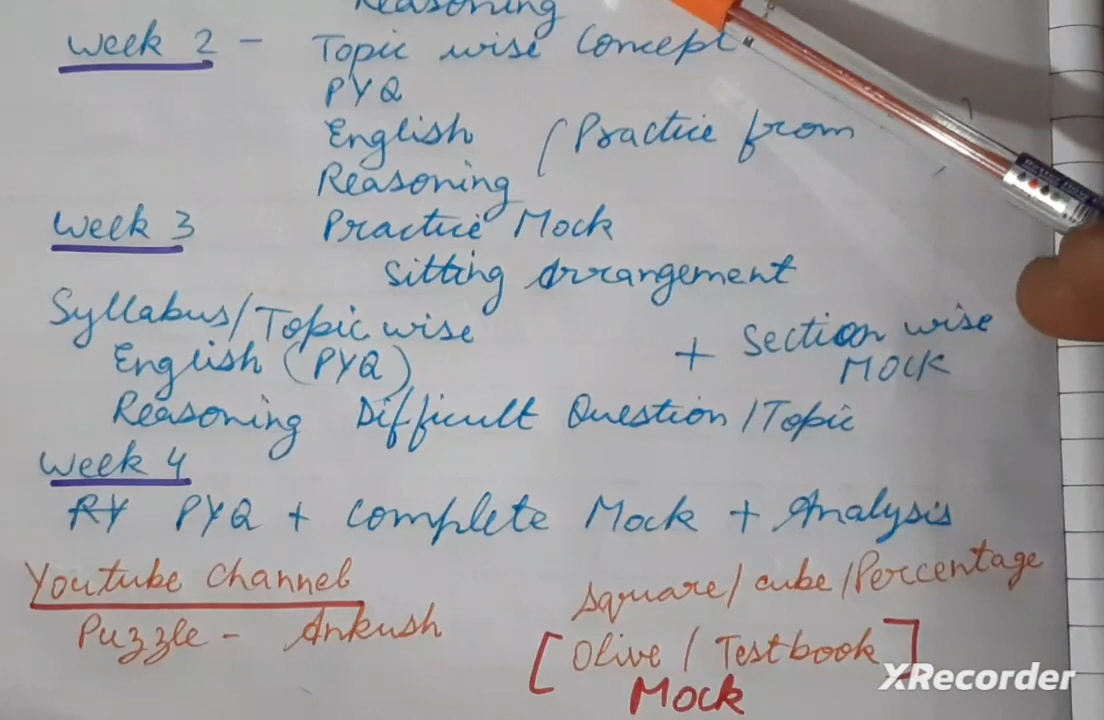 Reasoning
Week 2 - Topic wise Concept.
PYQ
English (Practice from
Reasoning
Week 3 Practice Mock
Sitting Arrangement
Syllabus/Topic wise
English (PYQ) + Section wise MOCK
Reasoning Difficult Question/Topic
Week 4
PYQ + Complete Mock + Analysis
Youtube Channel
Puzzle - Ankush
Square/cube/Percentage
[Olive / Testbook]
Mock
XRecorder